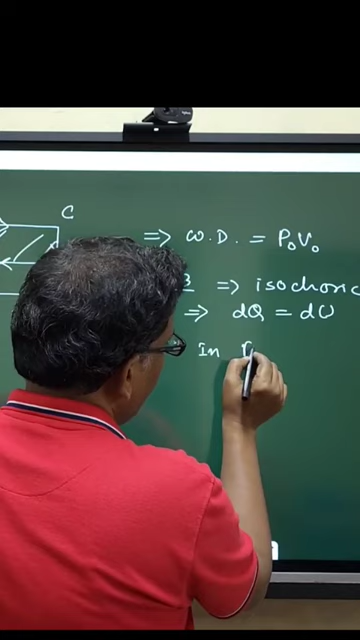 C
⇒ W.D. = P₀V₀
B ⇒ isochoric
⇒ dQ = dU
In